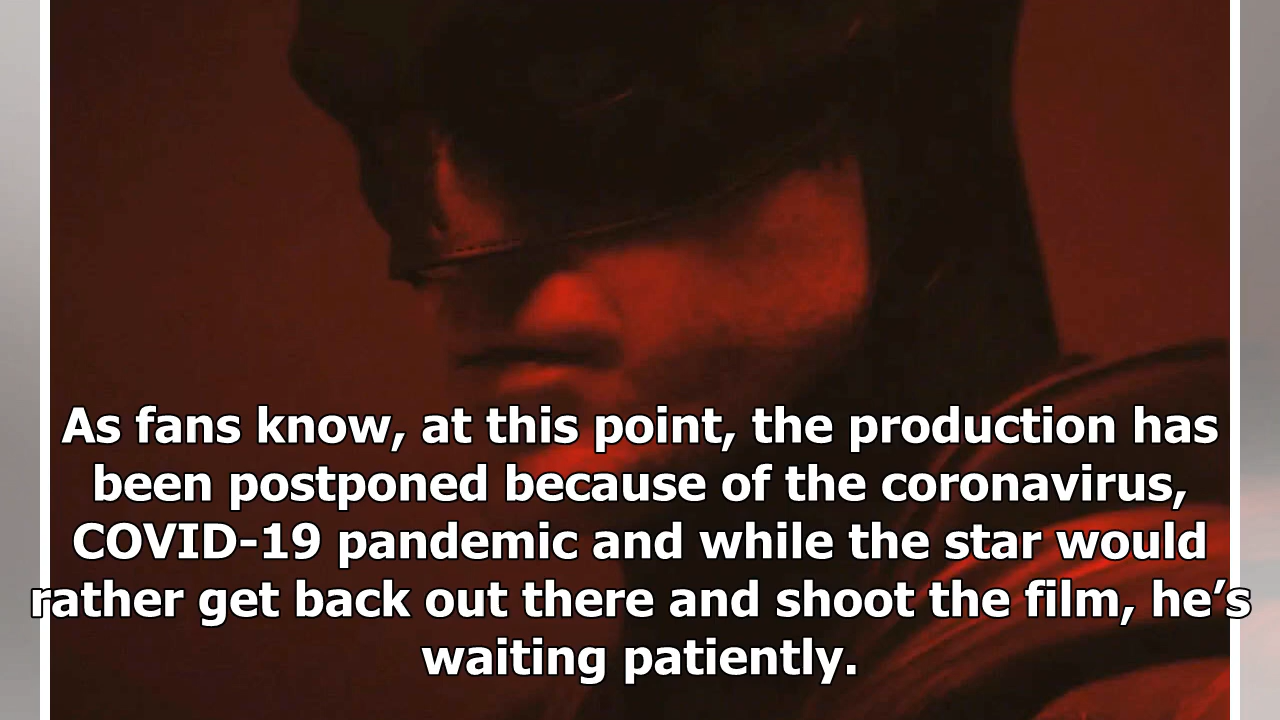 As fans know, at this point, the production has
been postponed because of the coronavirus,
COVID-19 pandemic and while the star would
rather get back out there and shoot the film, he’s
waiting patiently.